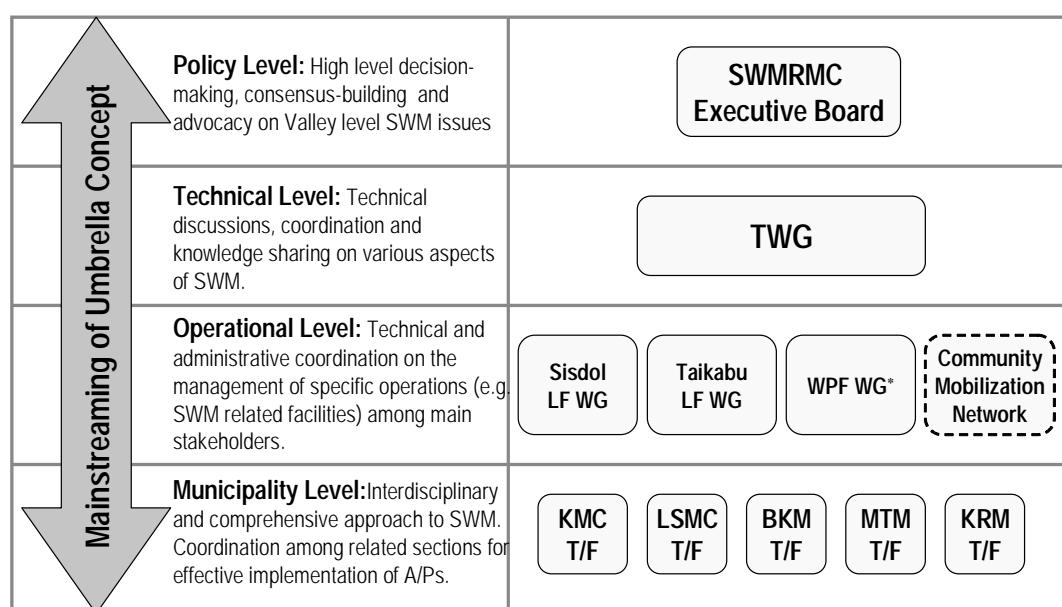 Mainstreaming of Umbrella Concept
Policy Level: High level decision-
making, consensus-building and
advocacy on Valley level SWM issues
SWMRMC
Executive Board
Technical Level: Technical
discussions, coordination and
knowledge sharing on various aspects
of SWM.
TWG
Operational Level: Technical and
administrative coordination on the
management of specific operations (e.g.
SWM related facilities) among main
stakeholders.
Sisdol
LF WG
Taikabu
LF WG
WPF WG*
Community
Mobilization
Network
Municipality Level:Interdisciplinary
and comprehensive approach to SWM.
Coordination among related sections for
effective implementation of A/Ps.
KMC
T/F
LSMC
T/F
BKM
T/F
MTM
T/F
KRM
T/F